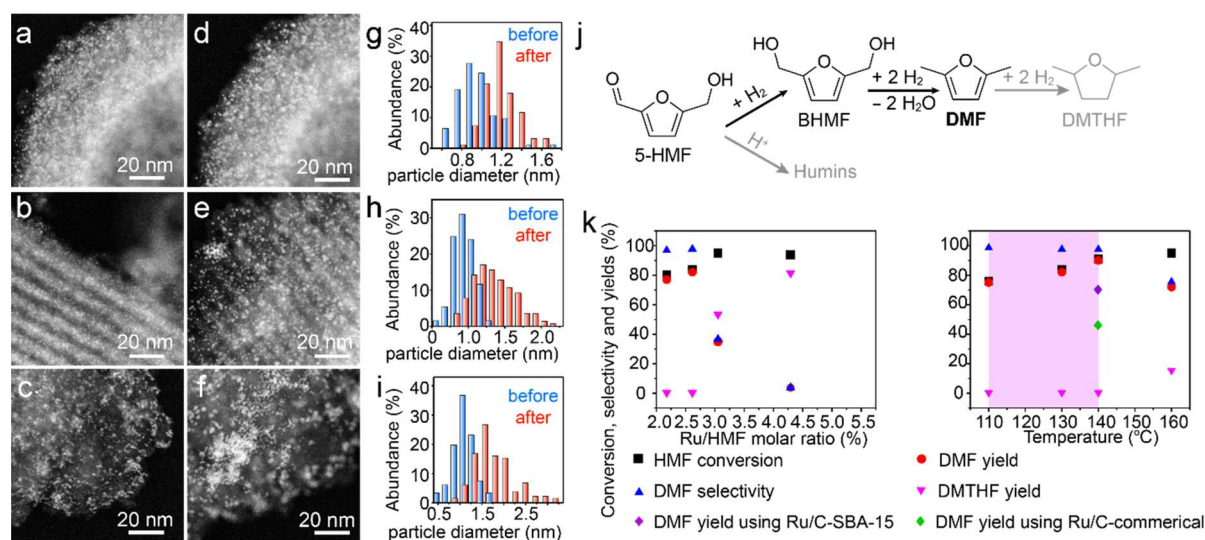 a
20 nm
d
20 nm
b
20 nm
e
20 nm
c
20 nm
f
20 nm
g
Abundance (%)
40
30
20
10
0
before
after
0.8 1.2 1.6
particle diameter (nm)
h
Abundance (%)
30
20
10
0
before
after
0 1.0 1.5 2.0
particle diameter (nm)
i
Abundance (%)
40
30
20
10
0
before
after
0.5 1.5 2.5
particle diameter (nm)
j
O
O
OH
5-HMF
+ H₂
H⁺
Humins
HO
O
OH
BHMF
+ 2 H₂
− 2 H₂O
O
DMF
+ 2 H₂
O
DMTHF
k
Conversion, selectivity and yields (%)
100
80
60
40
20
0
2.0 2.5 3.0 3.5 4.0 4.5 5.0 5.5
Ru/HMF molar ratio (%)
100
80
60
40
20
0
110 120 130 140 150 160
Temperature (°C)
HMF conversion
DMF yield
DMF selectivity
DMTHF yield
DMF yield using Ru/C-SBA-15
DMF yield using Ru/C-commerical